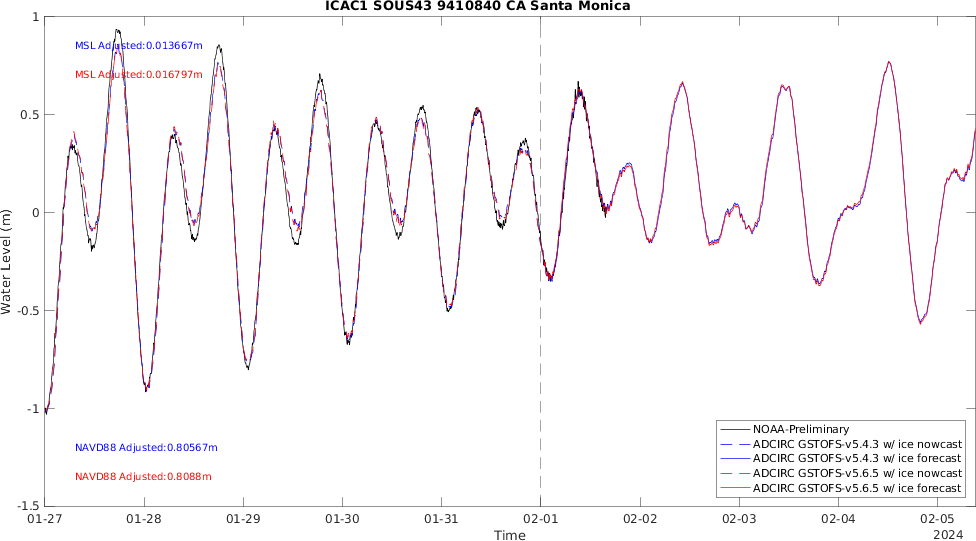 ICAC1 SOUS43 9410840 CA Santa Monica
1
MSL Adjusted:0.013667m
MSL Adjusted:0.016797m
0.5
0
Water Level (m)
-0.5
-1
NAVD88 Adjusted:0.80567m
NAVD88 Adjusted:0.8088m
NOAA-Preliminary
ADCIRC GSTOFS-v5.4.3 w/ ice nowcast
ADCIRC GSTOFS-v5.4.3 w/ ice forecast
ADCIRC GSTOFS-v5.6.5 w/ ice nowcast
ADCIRC GSTOFS-v5.6.5 w/ ice forecast
-1.5
01-27 01-28 01-29 01-30 01-31 02-01 02-02 02-03 02-04 02-05
Time
2024